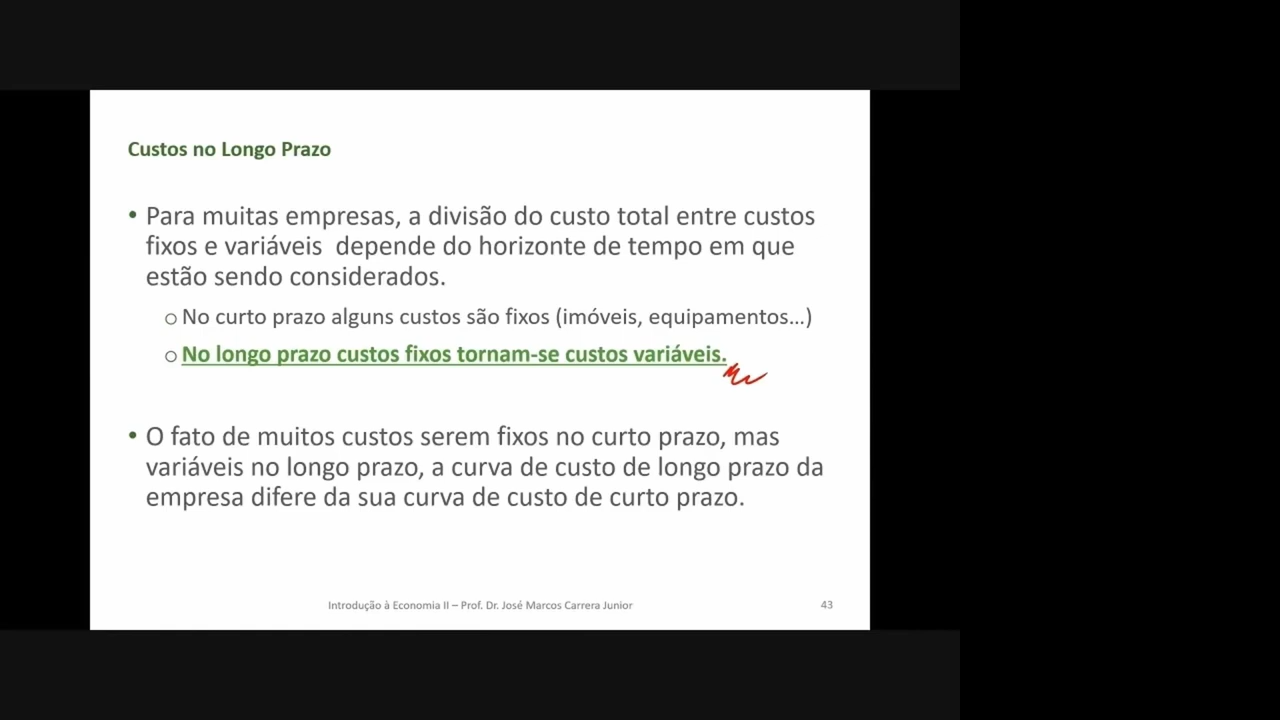 Custos no Longo Prazo
• Para muitas empresas, a divisão do custo total entre custos
fixos e variáveis depende do horizonte de tempo em que
estão sendo considerados.
o No curto prazo alguns custos são fixos (imóveis, equipamentos...)
o No longo prazo custos fixos tornam-se custos variáveis.
• O fato de muitos custos serem fixos no curto prazo, mas
variáveis no longo prazo, a curva de custo de longo prazo da
empresa difere da sua curva de custo de curto prazo.
Introdução à Economia II – Prof. Dr. José Marcos Carrera Junior
43